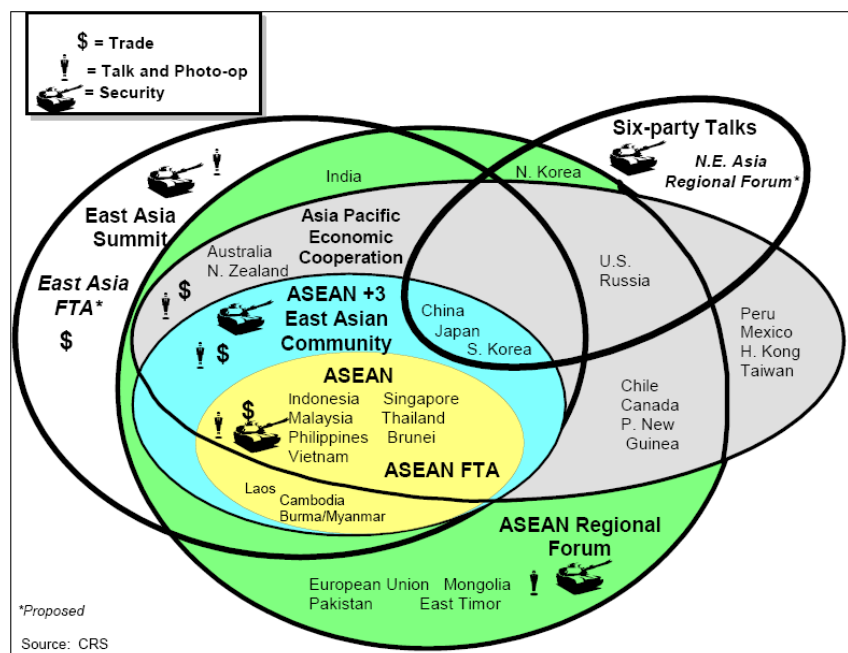 $ = Trade
= Talk and Photo-op
= Security
Six-party Talks
N.E. Asia
Regional Forum*
India
N. Korea
East Asia
Summit
Asia Pacific
Economic
Cooperation
Australia
N. Zealand
U.S.
Russia
East Asia
FTA*
$
$
ASEAN +3
East Asian
Community
$
China
Japan
S. Korea
Peru
Mexico
H. Kong
Taiwan
ASEAN
$
Indonesia Singapore
Malaysia Thailand
Philippines Brunei
Vietnam
Chile
Canada
P. New
Guinea
ASEAN FTA
Laos
Cambodia
Burma/Myanmar
ASEAN Regional
Forum
European Union Mongolia
Pakistan East Timor
*Proposed
Source: CRS